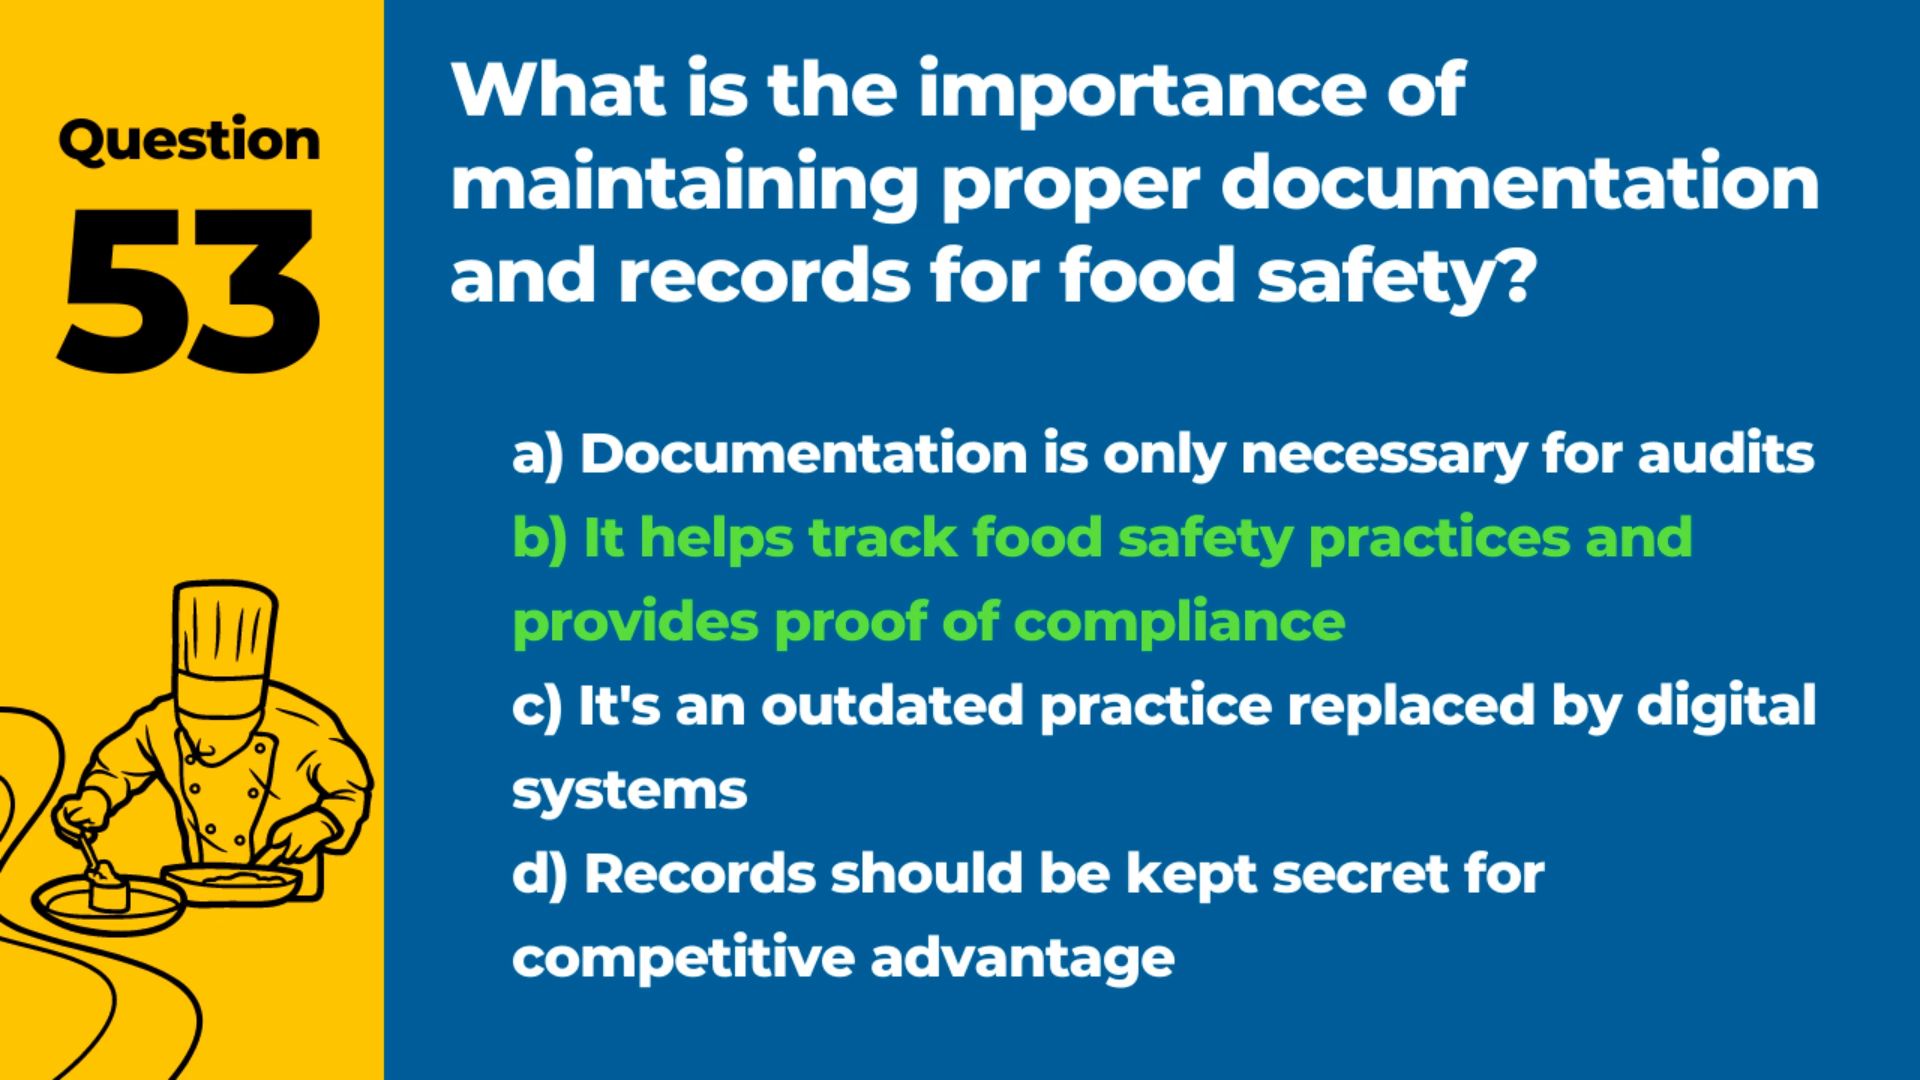 Question
53
What is the importance of
maintaining proper documentation
and records for food safety?
a) Documentation is only necessary for audits
b) It helps track food safety practices and
provides proof of compliance
c) It's an outdated practice replaced by digital
systems
d) Records should be kept secret for
competitive advantage